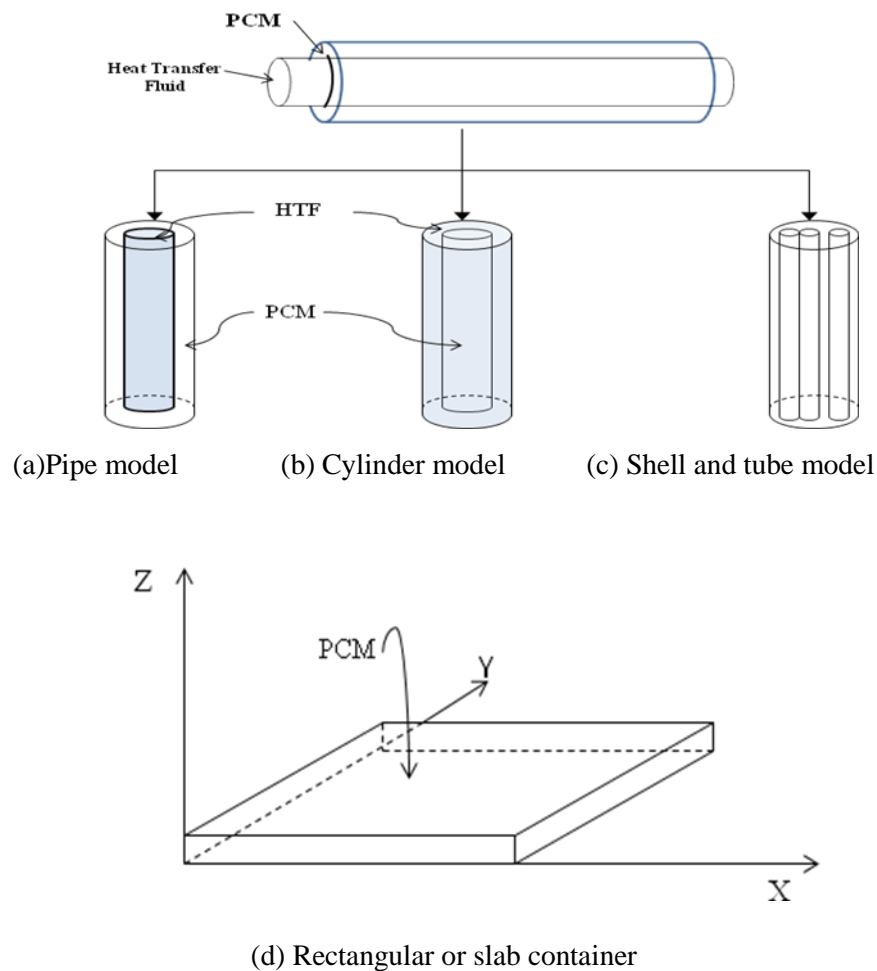 PCM
Heat Transfer
Fluid
HTF
PCM
(a)Pipe model
(b) Cylinder model
(c) Shell and tube model
Z
PCM
Y
X
(d) Rectangular or slab container